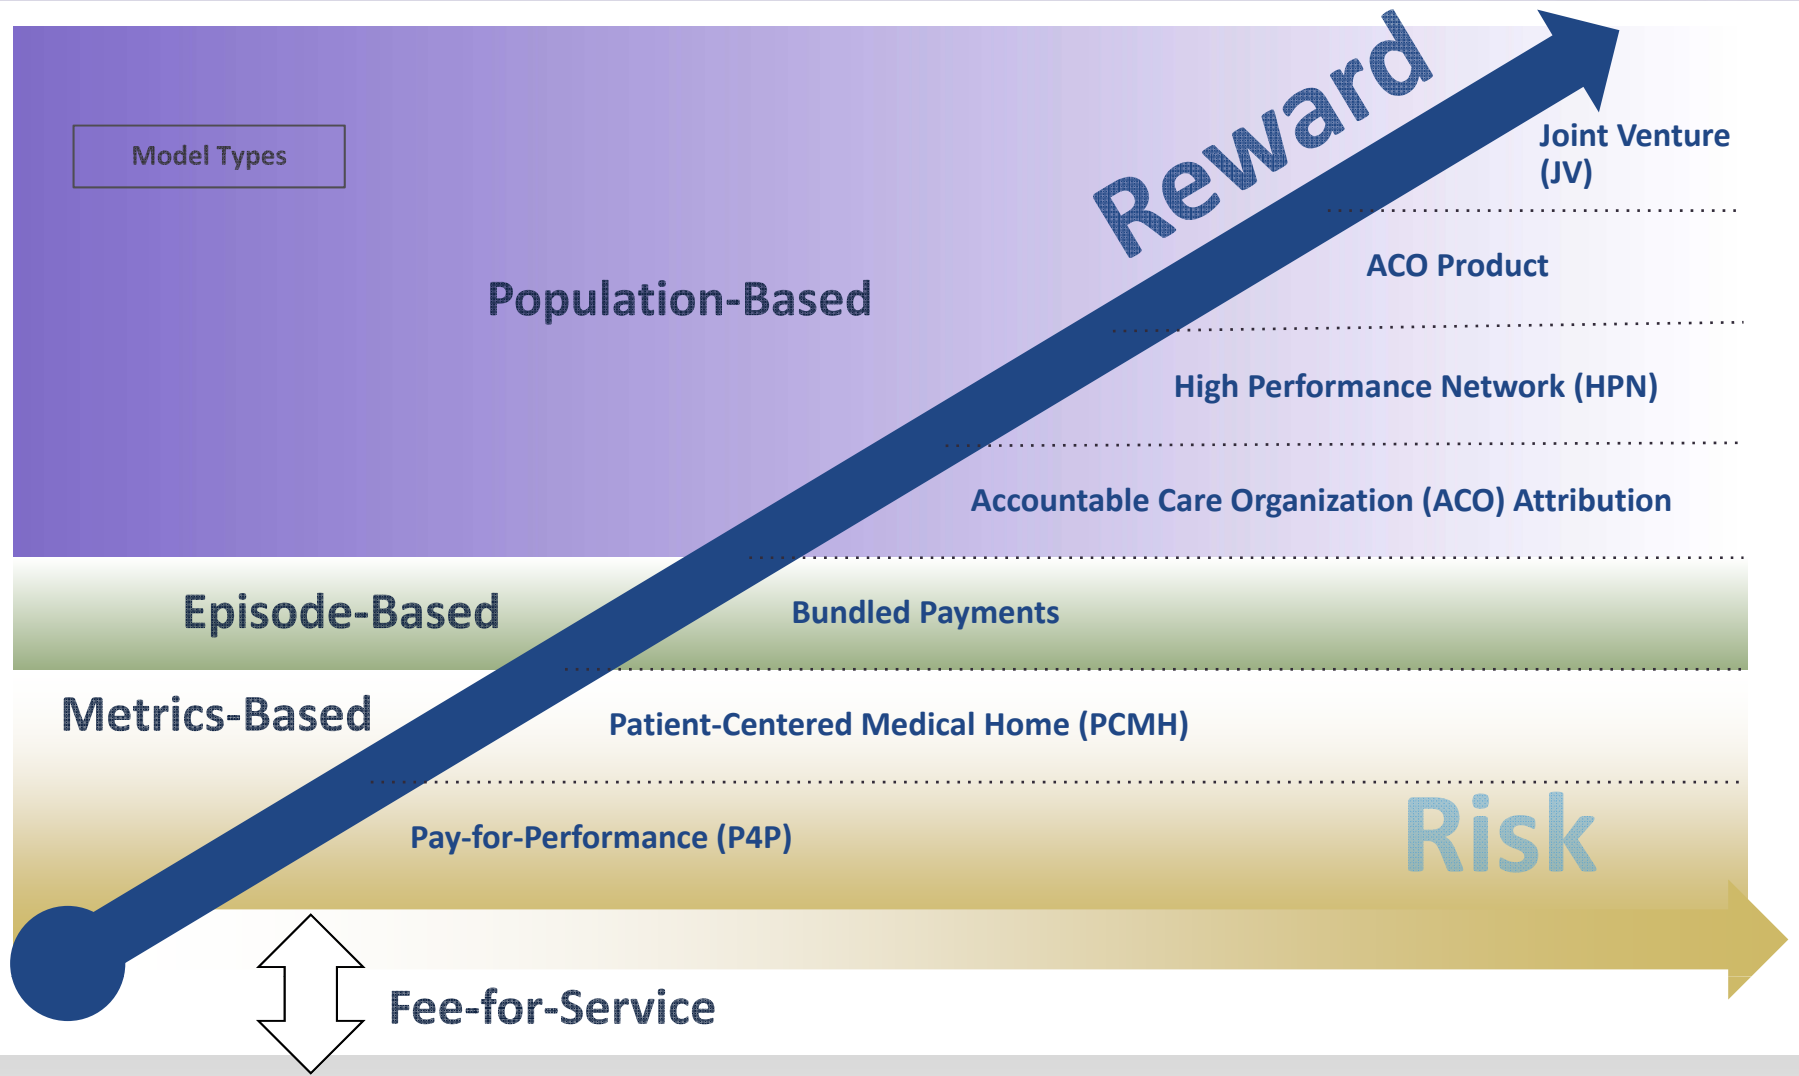 Reward
Joint Venture
(JV)
Model Types
ACO Product
Population-Based
High Performance Network (HPN)
Accountable Care Organization (ACO) Attribution
Episode-Based
Bundled Payments
Metrics-Based
Patient-Centered Medical Home (PCMH)
Risk
Pay-for-Performance (P4P)
Fee-for-Service